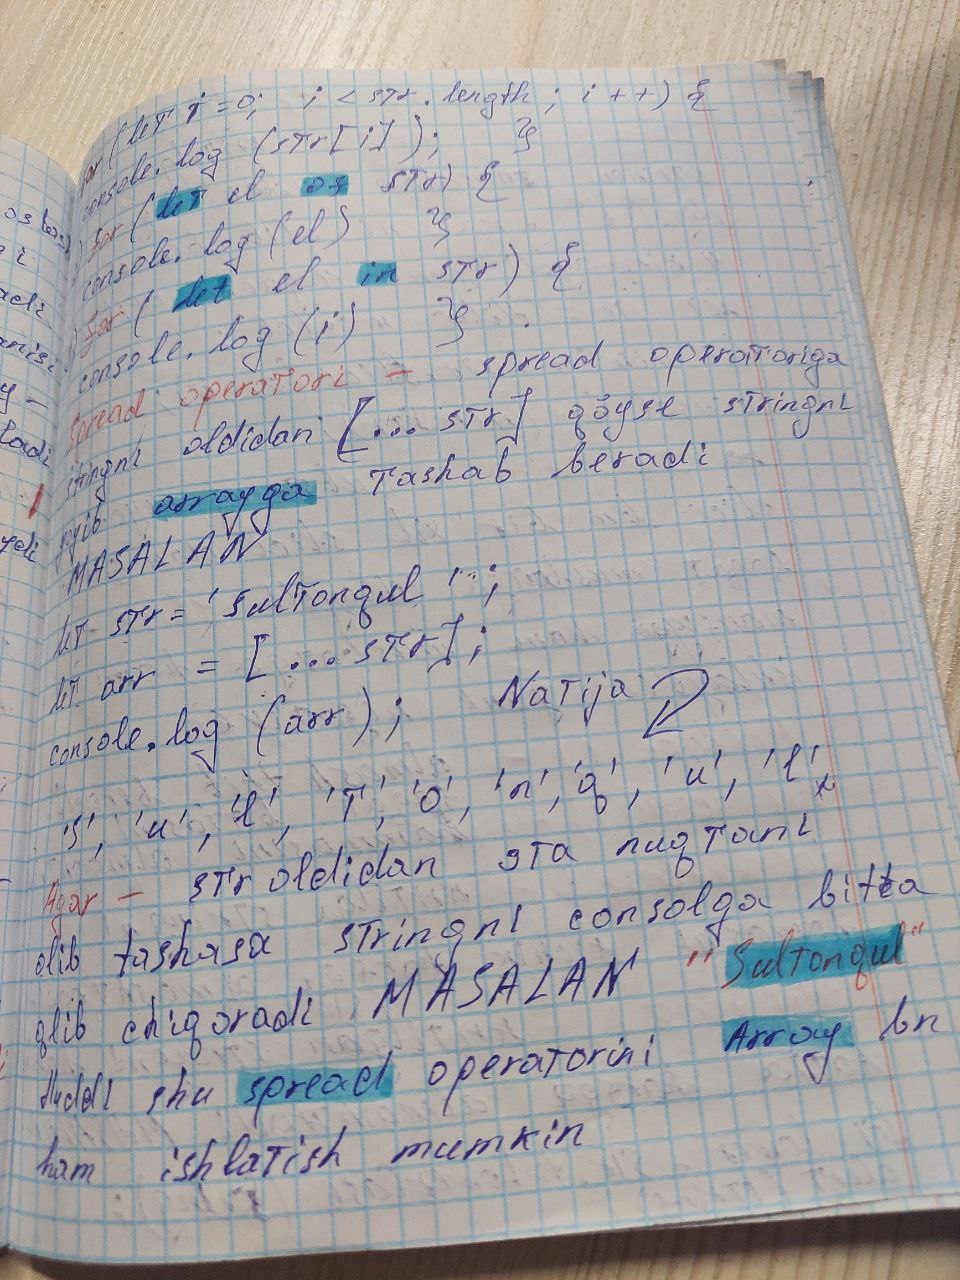 for (let i = 0; i < str.length; i++) {
console.log (str[i]); }
for (let el of str) {
console.log (el) }
for (let el in str) {
console.log (i) }
Spread operatori - spread operatoriga
stringni oldidan [... str] qo'yse stringni
yoyib arrayga tashab beradi
MASALAN
let str = 'Sultonqul';
let arr = [...str];
console.log (arr); Natija
's', 'u', 'l', 't', 'o', 'n', 'q', 'u', 'l',
Agar - str oldidan 3ta nuqtani
olib tashasa stringni consolga bitta
qlib chiqoradi MASALAN "Sultonqul"
Huddi shu spread operatorini Array bn
ham ishlatish mumkin